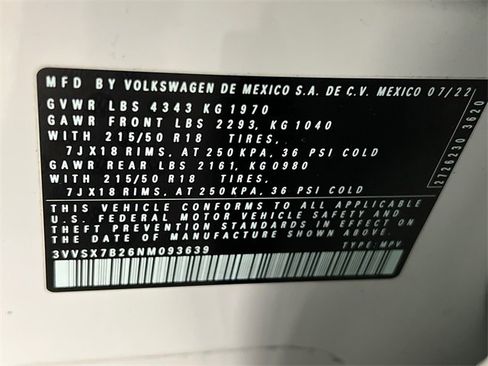 MFD BY VOLKSWAGEN DE MEXICO S.A. DE C.V. MEXICO 07/22
GVWR LBS 4343 KG 1970
GAWR FRONT LBS 2293, KG 1040
WITH 215/50 R18 TIRES,
7JX18 RIMS, AT 250 KPA, 36 PSI COLD
GAWR REAR LBS 2161, KG 0980
WITH 215/50 R18 TIRES,
7JX18 RIMS, AT 250 KPA, 36 PSI COLD
THIS VEHICLE CONFORMS TO ALL APPLICABLE
U.S. FEDERAL MOTOR VEHICLE SAFETY AND
THEFT PREVENTION STANDARDS IN EFFECT ON
THE DATE OF MANUFACTURE SHOWN ABOVE
3VVSX7B26NM093639 TYPE: MPV
2726230 3620